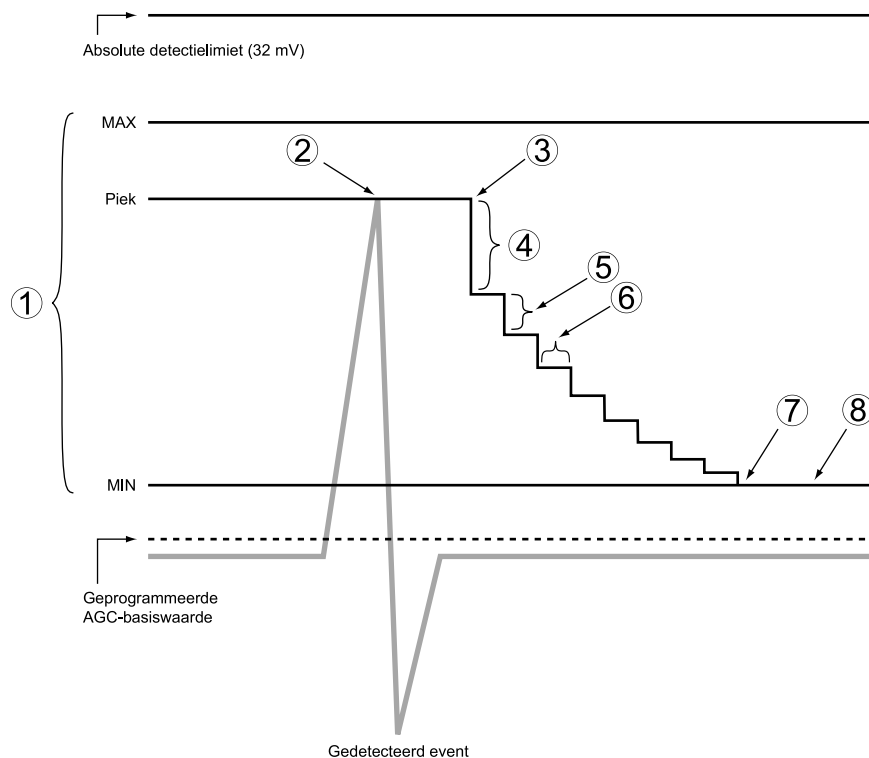 Absolute detectielimiet (32 mV)
MAX
② ③
Piek
④
⑤
① ⑥
⑦ ⑧
MIN
Geprogrammeerde
AGC-basiswaarde
Gedetecteerd event